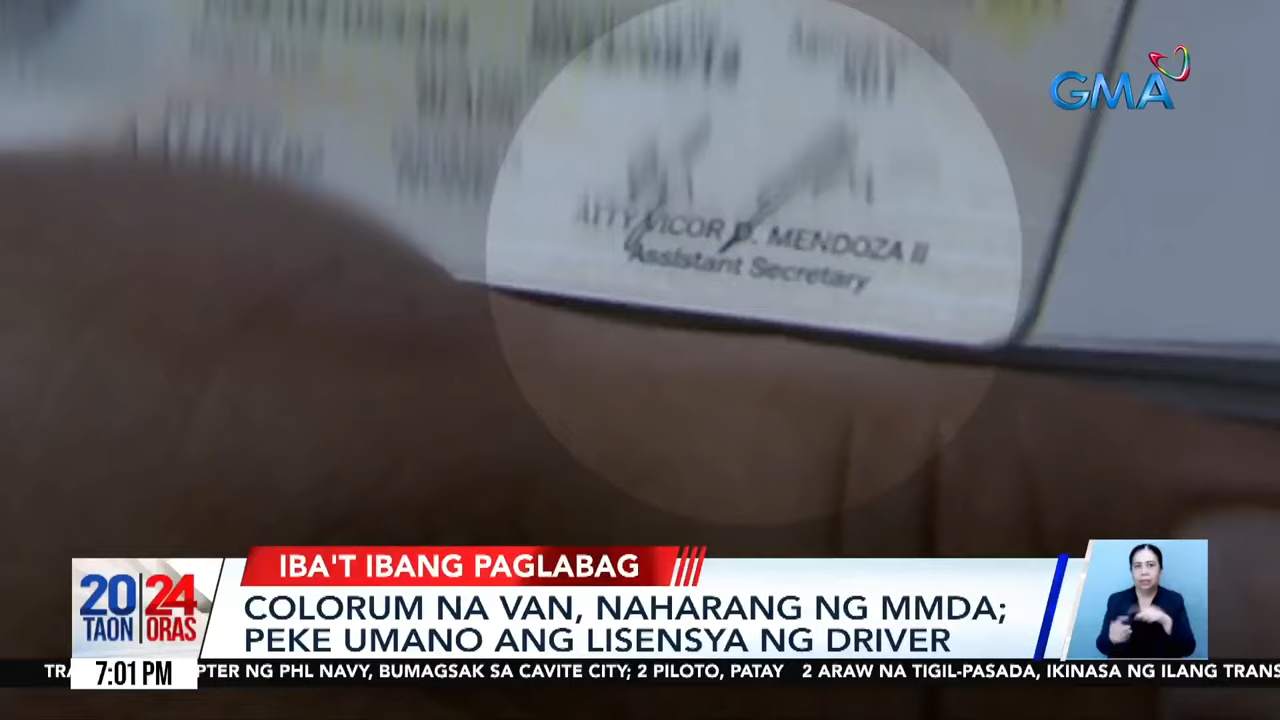 GMA
ATTY VICOR D. MENDOZA II
Assistant Secretary
IBA'T IBANG PAGLABAG
20 TAON 24 ORAS
COLORUM NA VAN, NAHARANG NG MMDA;
PEKE UMANO ANG LISENSYA NG DRIVER
7:01 PM
PTER NG PHL NAVY, BUMAGSAK SA CAVITE CITY; 2 PILOTO, PATAY 2 ARAW NA TIGIL-PASADA, IKINASA NG ILANG TRANS